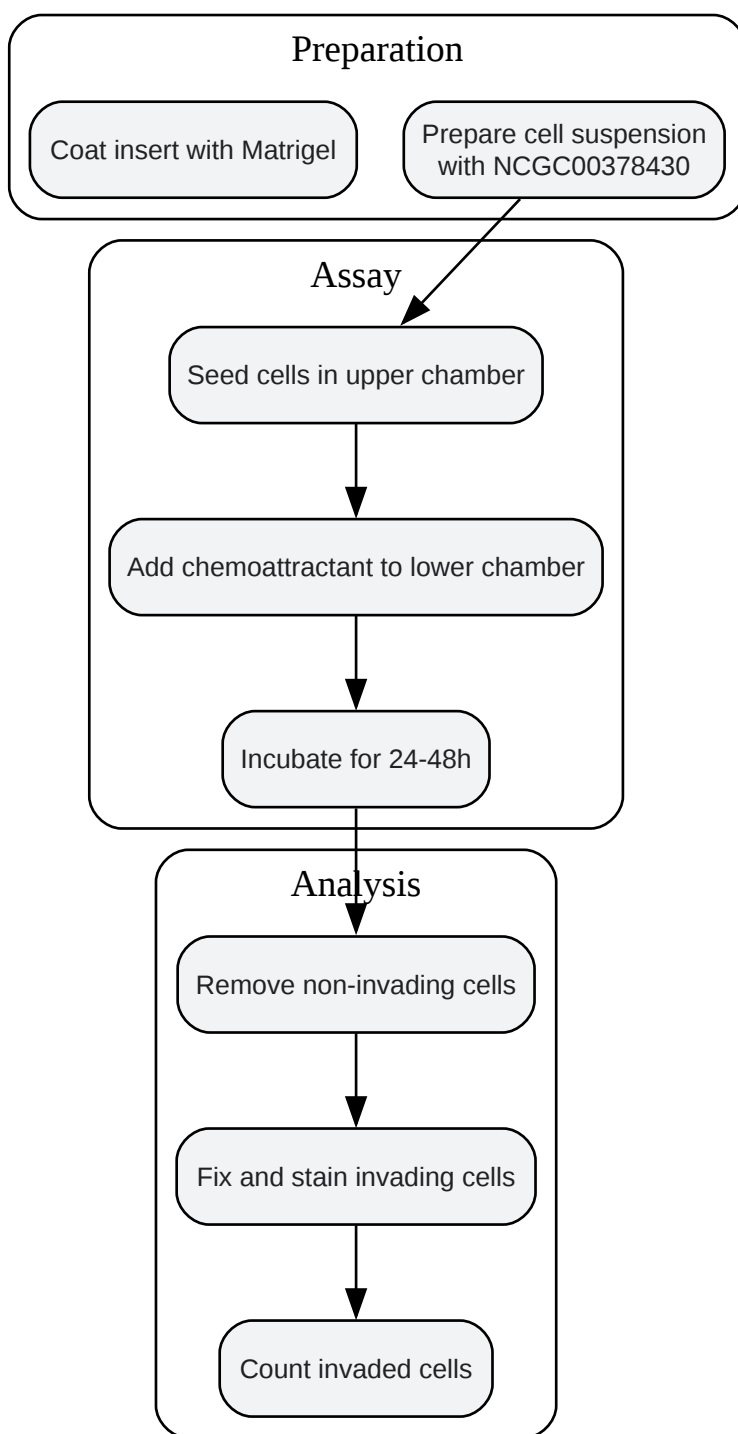 Preparation
Coat insert with Matrigel
Prepare cell suspension
with NCGC00378430
Assay
Seed cells in upper chamber
Add chemoattractant to lower chamber
Incubate for 24-48h
Analysis
Remove non-invading cells
Fix and stain invading cells
Count invaded cells